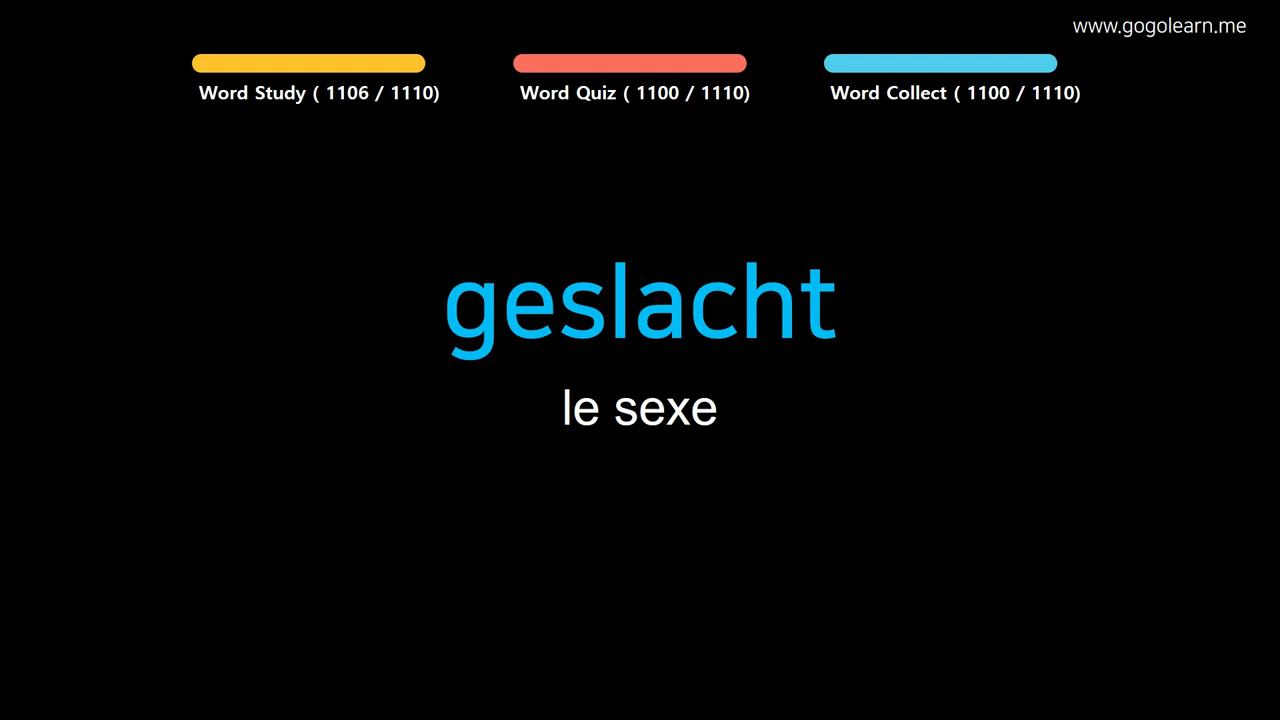 www.gogolearn.me
Word Study ( 1106 / 1110)
Word Quiz ( 1100 / 1110)
Word Collect ( 1100 / 1110)
geslacht
le sexe